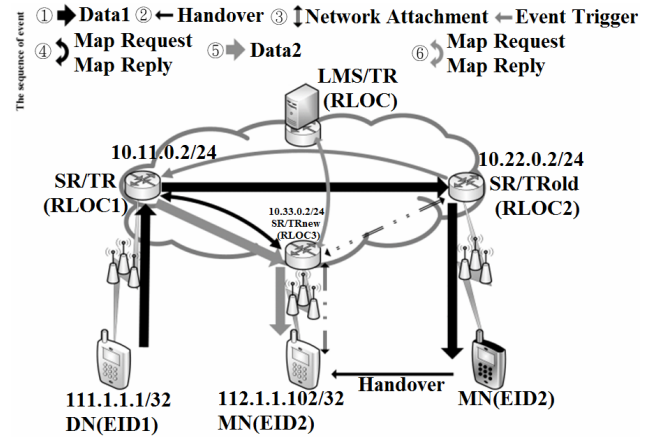 ① Data1 ② Handover ③ Network Attachment Event Trigger
④ Map Request
Map Reply
⑤ Data2
⑥ Map Request
Map Reply
The sequence of event
LMS/TR
(RLOC)
10.11.0.2/24
SR/TR
(RLOC1)
10.22.0.2/24
SR/TRold
(RLOC2)
10.33.0.2/24
SR/TRnew
(RLOC3)
Handover
111.1.1.1/32
DN(EID1)
112.1.1.102/32
MN(EID2)
MN(EID2)